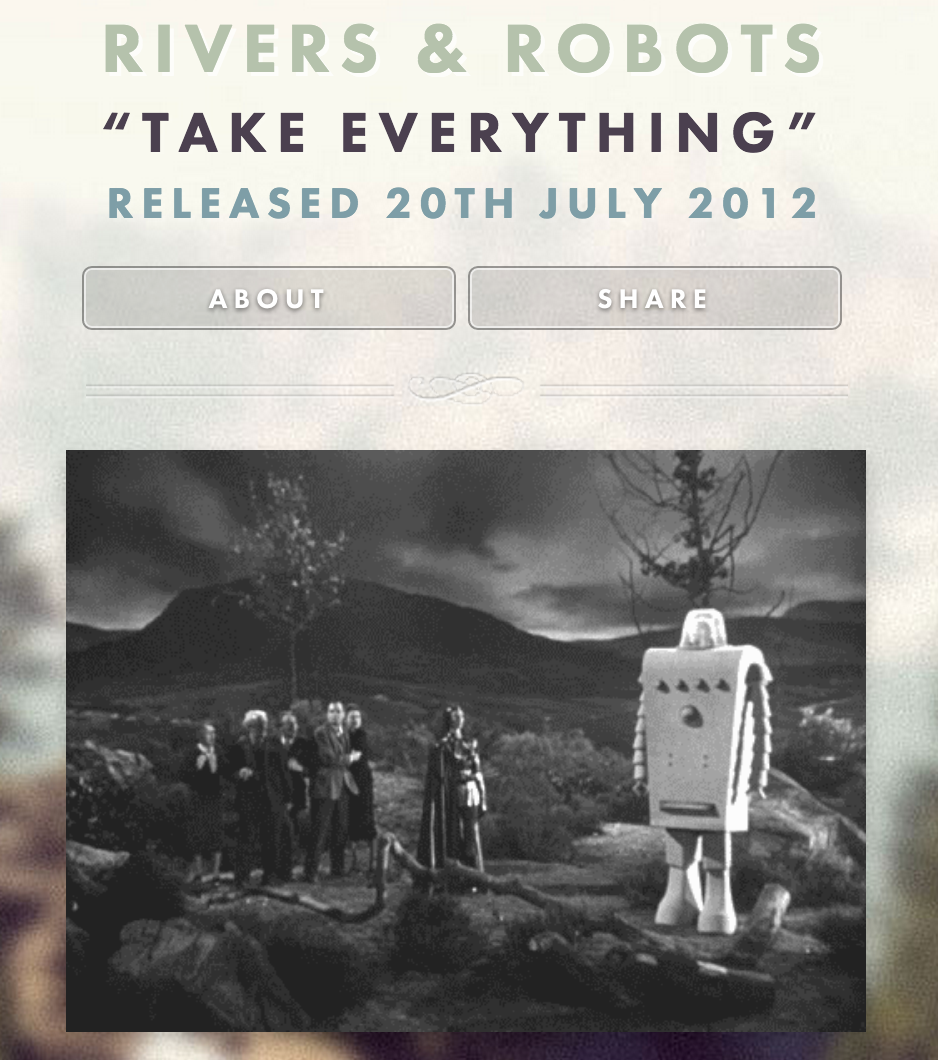 RIVERS & ROBOTS
“TAKE EVERYTHING”
RELEASED 20TH JULY 2012
ABOUT
SHARE